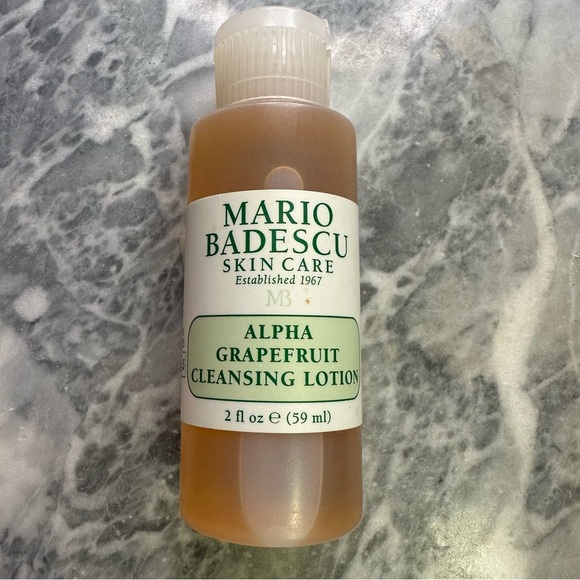 MARIO
BADESCU
SKIN CARE
Established 1967
MB
ALPHA
GRAPEFRUIT
CLEANSING LOTION
2 fl oz ℮ (59 ml)